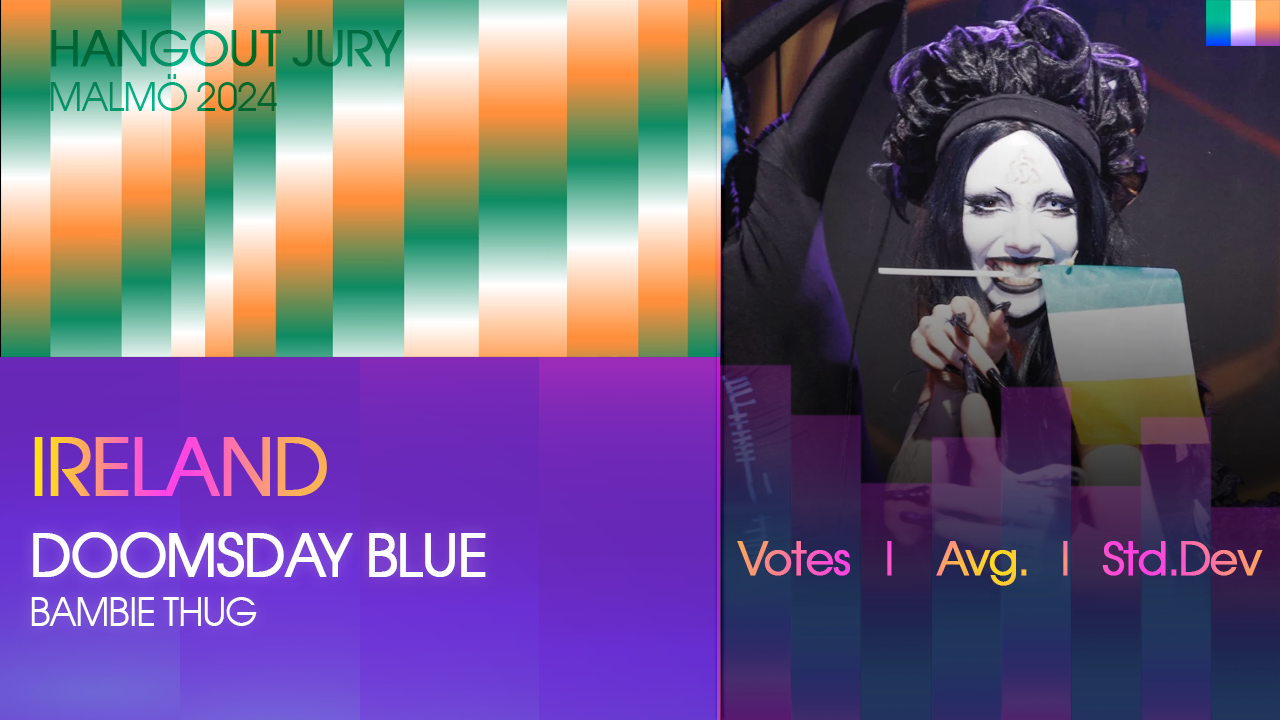 HANGOUT JURY
MALMÖ 2024
IRELAND
DOOMSDAY BLUE
BAMBIE THUG
Votes | Avg. | Std.Dev